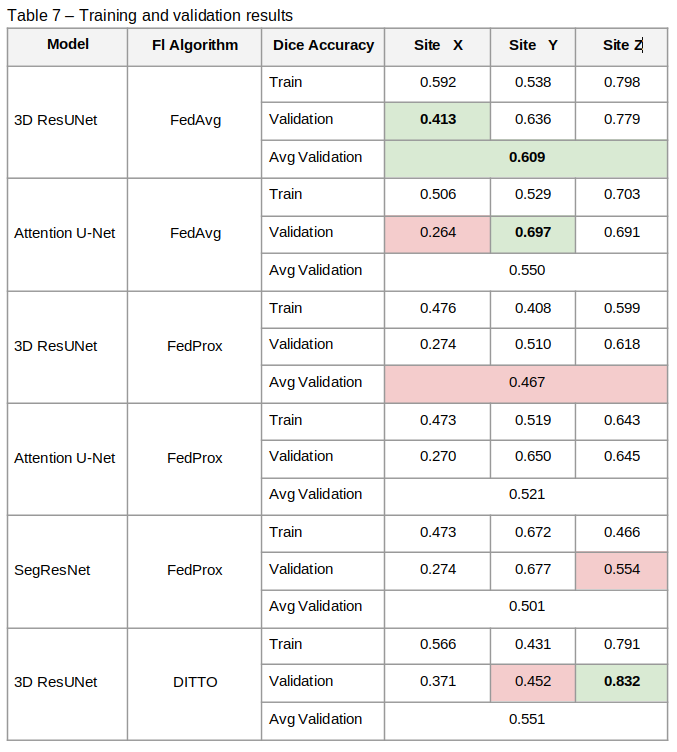 Table 7 – Training and validation results
Model Fl Algorithm Dice Accuracy Site X Site Y Site Z
3D ResUNet FedAvg Train 0.592 0.538 0.798
Validation 0.413 0.636 0.779
Avg Validation 0.609
Attention U-Net FedAvg Train 0.506 0.529 0.703
Validation 0.264 0.697 0.691
Avg Validation 0.550
3D ResUNet FedProx Train 0.476 0.408 0.599
Validation 0.274 0.510 0.618
Avg Validation 0.467
Attention U-Net FedProx Train 0.473 0.519 0.643
Validation 0.270 0.650 0.645
Avg Validation 0.521
SegResNet FedProx Train 0.473 0.672 0.466
Validation 0.274 0.677 0.554
Avg Validation 0.501
3D ResUNet DITTO Train 0.566 0.431 0.791
Validation 0.371 0.452 0.832
Avg Validation 0.551